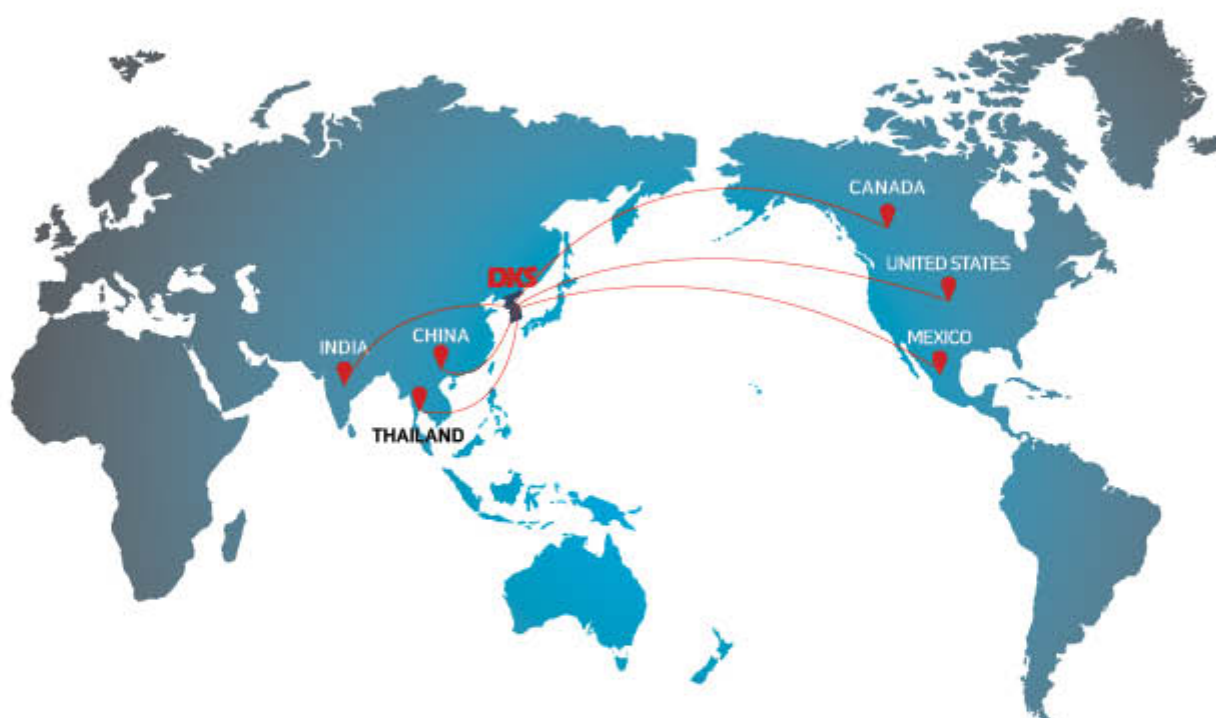 CANADA
UNITED STATES
DKS
MEXICO
CHINA
INDIA
THAILAND